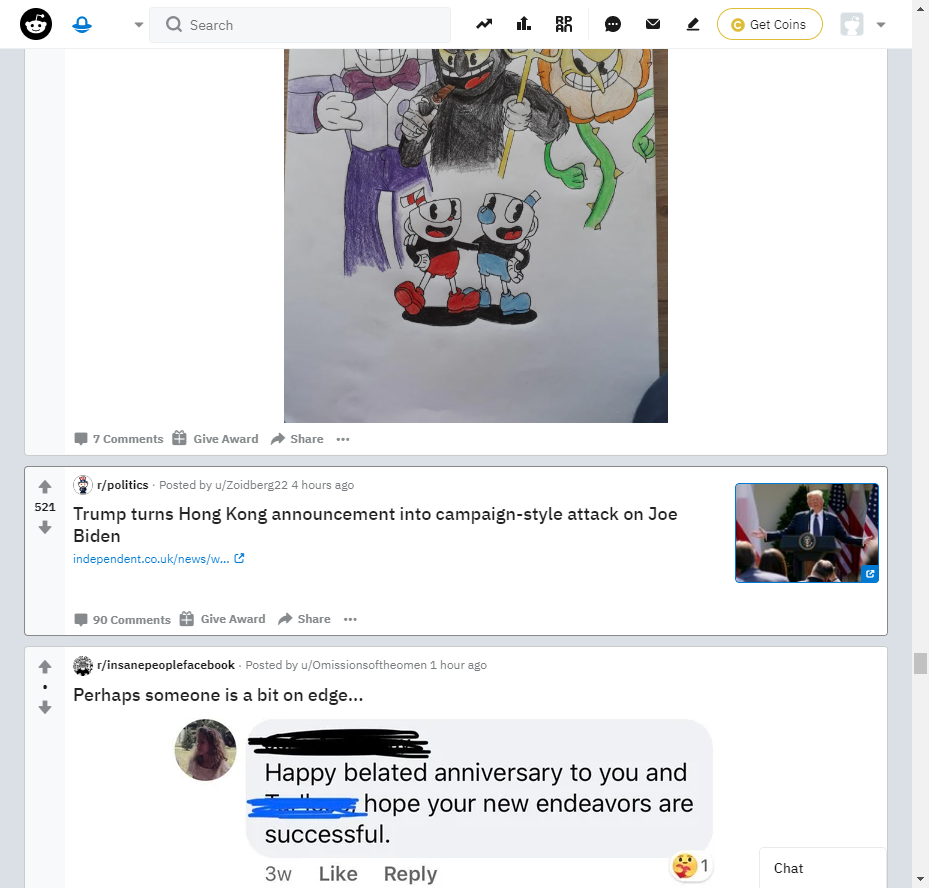 Search
Get Coins
7 Comments Give Award Share
r/politics · Posted by u/Zoidberg22 4 hours ago
521
Trump turns Hong Kong announcement into campaign-style attack on Joe
Biden
independent.co.uk/news/w...
90 Comments Give Award Share
r/insanepeoplefacebook · Posted by u/Omissionsoftheomen 1 hour ago
•
Perhaps someone is a bit on edge...
Happy belated anniversary to you and
hope your new endeavors are
successful.
3w Like Reply
1
Chat